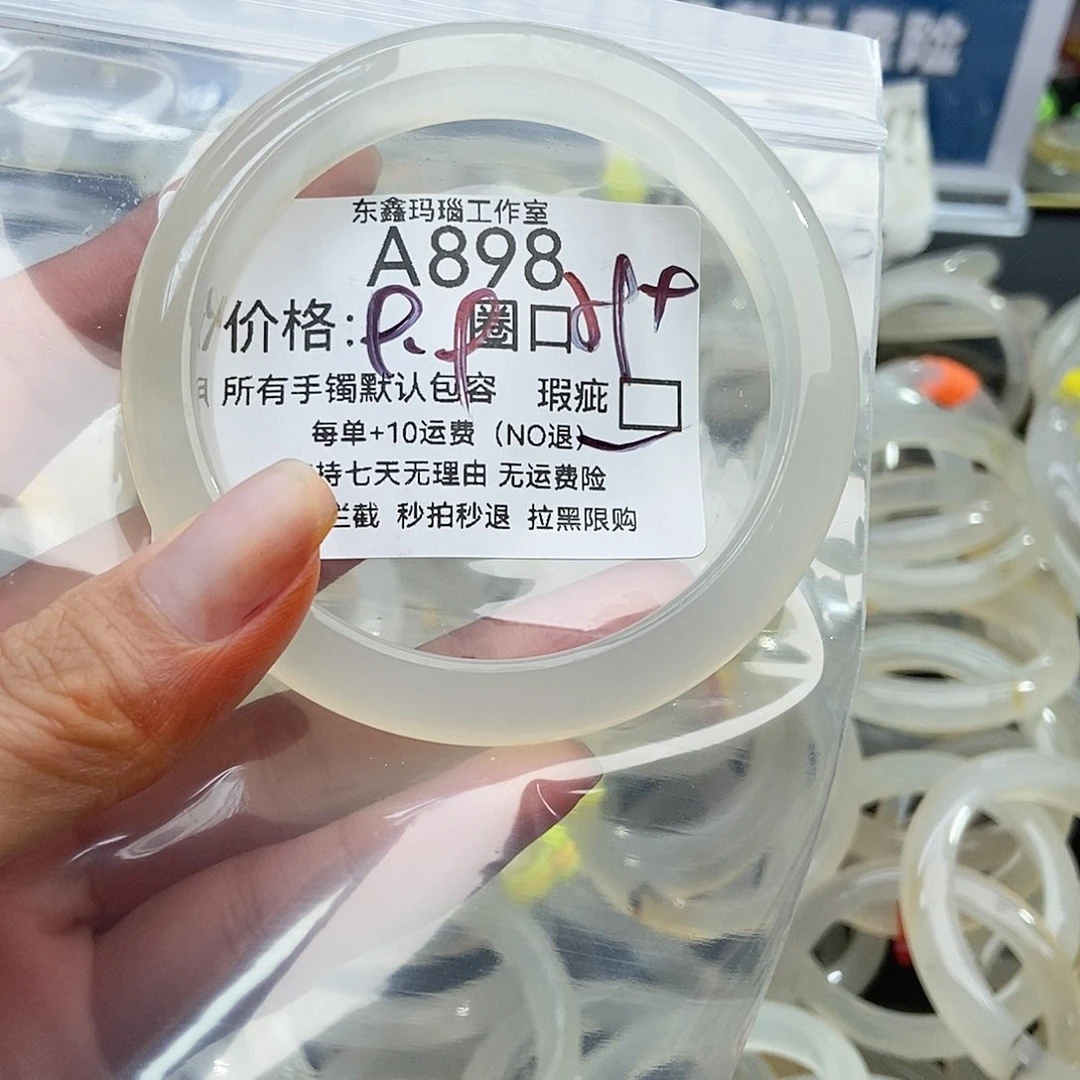 东鑫玛瑙工作室
A898
价格: 圈口
所有手镯默认包容 瑕疵
每单+10运费（NO退）
持七天无理由 无运费险
拦截 秒拍秒退 拉黑限购
险